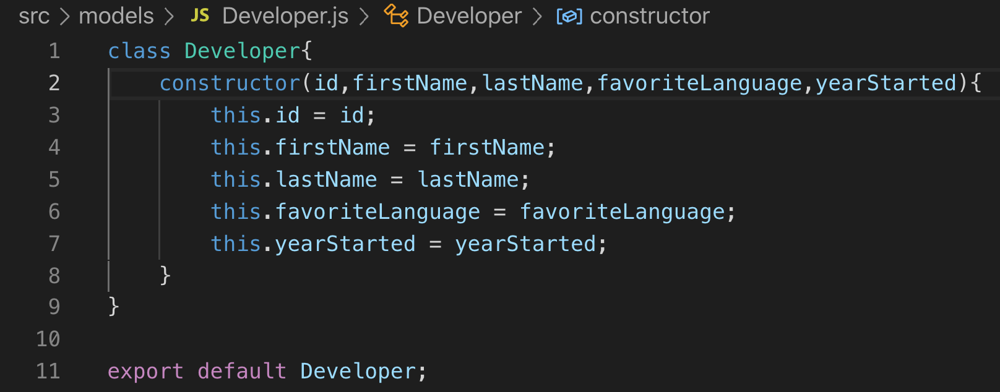 src > models > JS Developer.js > Developer > constructor
1 class Developer{
2 constructor(id,firstName,lastName,favoriteLanguage,yearStarted){
3 this.id = id;
4 this.firstName = firstName;
5 this.lastName = lastName;
6 this.favoriteLanguage = favoriteLanguage;
7 this.yearStarted = yearStarted;
8 }
9 }
10
11 export default Developer;